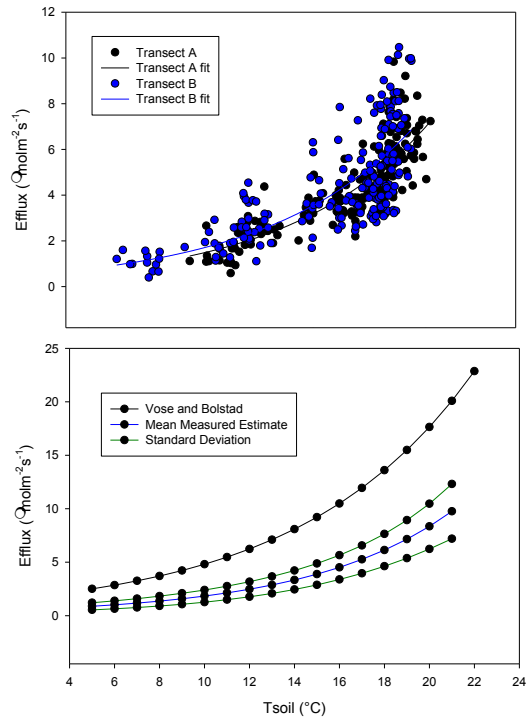 12
10
8
6
4
2
0
Efflux (μmolm-2s-1)
Transect A
Transect A fit
Transect B
Transect B fit
25
20
15
10
5
0
Efflux (μmolm-2s-1)
Vose and Bolstad
Mean Measured Estimate
Standard Deviation
4 6 8 10 12 14 16 18 20 22 24
Tsoil (°C)